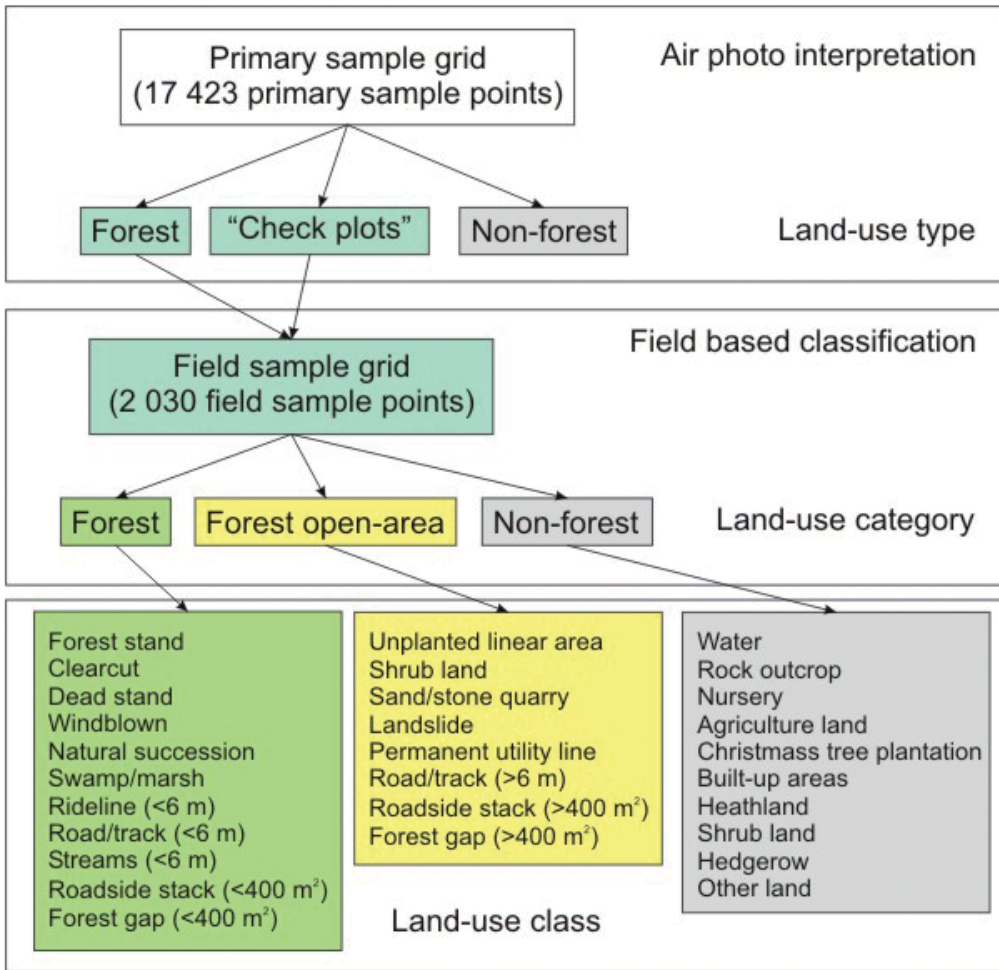 Primary sample grid
(17 423 primary sample points)
Air photo interpretation
Forest
“Check plots”
Non-forest
Land-use type
Field based classification
Field sample grid
(2 030 field sample points)
Forest
Forest open-area
Non-forest
Land-use category
Forest stand
Clearcut
Dead stand
Windblown
Natural succession
Swamp/marsh
Rideline (<6 m)
Road/track (<6 m)
Streams (<6 m)
Roadside stack (<400 m²)
Forest gap (<400 m²)
Unplanted linear area
Shrub land
Sand/stone quarry
Landslide
Permanent utility line
Road/track (>6 m)
Roadside stack (>400 m²)
Forest gap (>400 m²)
Water
Rock outcrop
Nursery
Agriculture land
Christmass tree plantation
Built-up areas
Heathland
Shrub land
Hedgerow
Other land
Land-use class